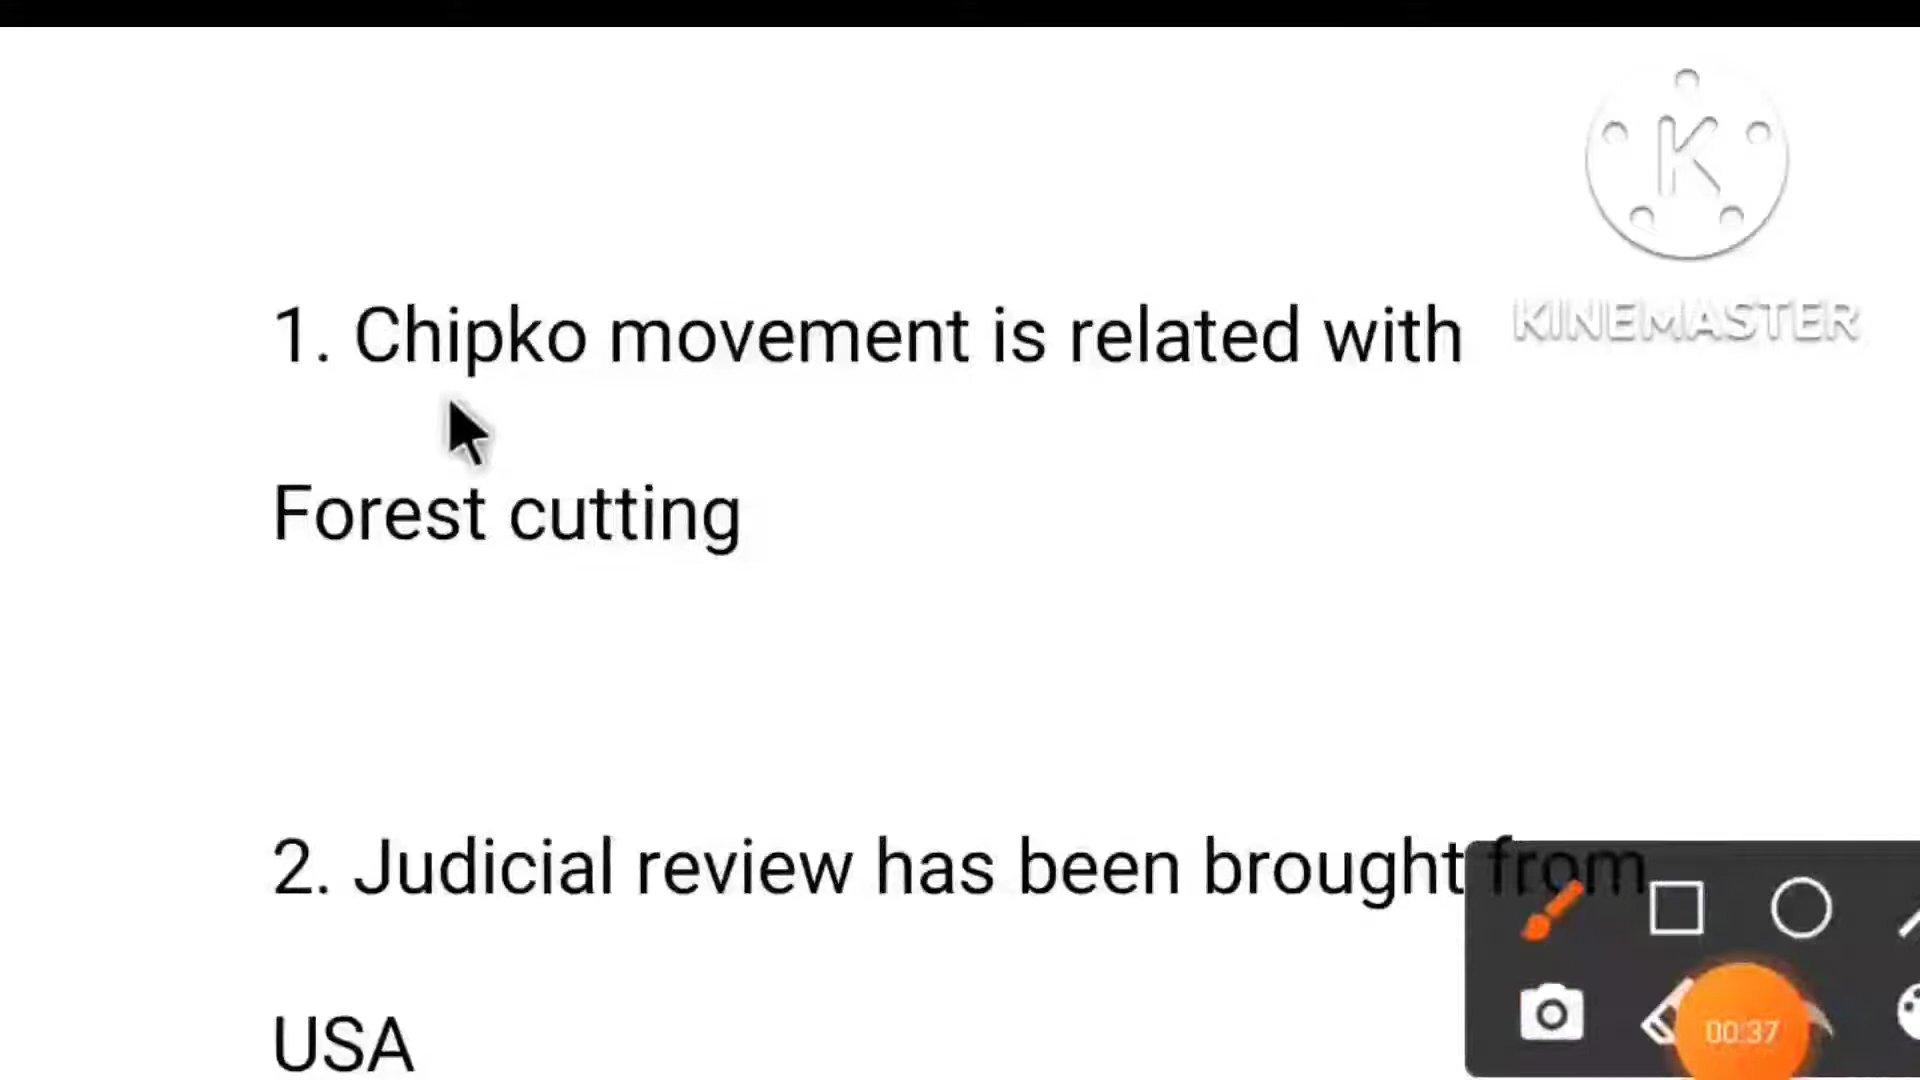 KINEMASTER
1. Chipko movement is related with
Forest cutting
2. Judicial review has been brought from
USA
00:37